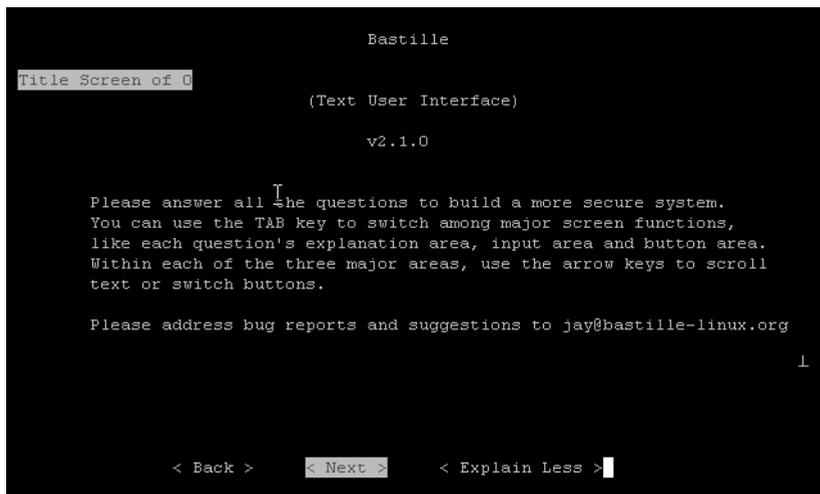 Bastille
Title Screen of 0
(Text User Interface)
v2.1.0
Please answer all the questions to build a more secure system.
You can use the TAB key to switch among major screen functions,
like each question's explanation area, input area and button area.
Within each of the three major areas, use the arrow keys to scroll
text or switch buttons.
Please address bug reports and suggestions to jay@bastille-linux.org
< Back > < Next > < Explain Less >